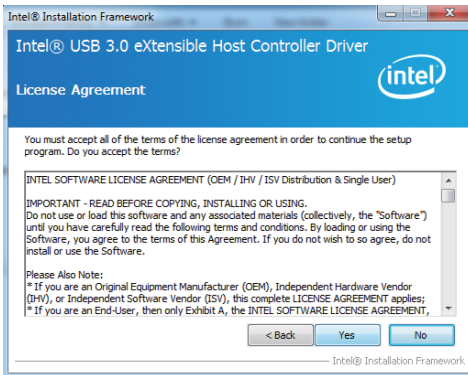 Intel® Installation Framework
Intel® USB 3.0 eXtensible Host Controller Driver
License Agreement
intel
You must accept all of the terms of the license agreement in order to continue the setup
program. Do you accept the terms?
INTEL SOFTWARE LICENSE AGREEMENT (OEM / IHV / ISV Distribution & Single User)
IMPORTANT - READ BEFORE COPYING, INSTALLING OR USING.
Do not use or load this software and any associated materials (collectively, the "Software")
until you have carefully read the following terms and conditions. By loading or using the
Software, you agree to the terms of this Agreement. If you do not wish to so agree, do not
install or use the Software.
Please Also Note:
* If you are an Original Equipment Manufacturer (OEM), Independent Hardware Vendor
(IHV), or Independent Software Vendor (ISV), this complete LICENSE AGREEMENT applies;
* If you are an End-User, then only Exhibit A, the INTEL SOFTWARE LICENSE AGREEMENT,
< Back Yes No
Intel® Installation Framework